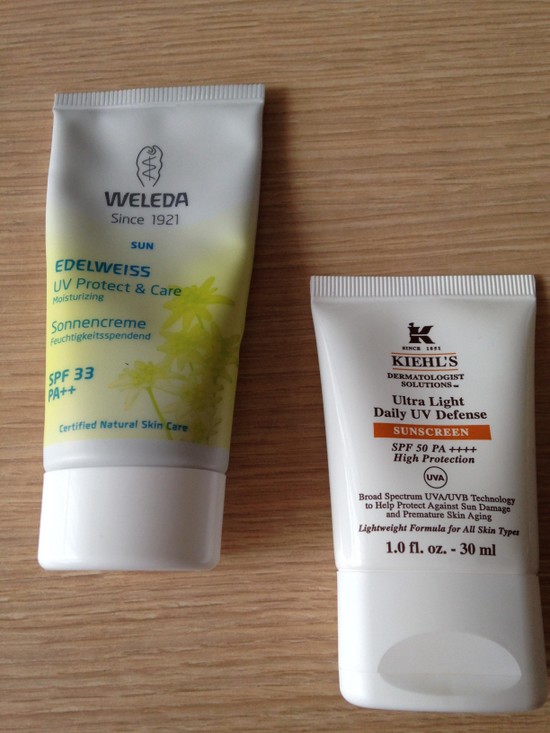 WELEDA
Since 1921
SUN
EDELWEISS
UV Protect & Care
Moisturizing
Sonnencreme
Feuchtigkeitsspendend
SPF 33
PA++
Certified Natural Skin Care
K
SINCE 1851
KIEHL'S
DERMATOLOGIST
SOLUTIONS
Ultra Light
Daily UV Defense
SUNSCREEN
SPF 50 PA ++++
High Protection
UVA
Broad Spectrum UVA/UVB Technology
to Help Protect Against Sun Damage
and Premature Skin Aging
Lightweight Formula for All Skin Types
1.0 fl. oz. - 30 ml